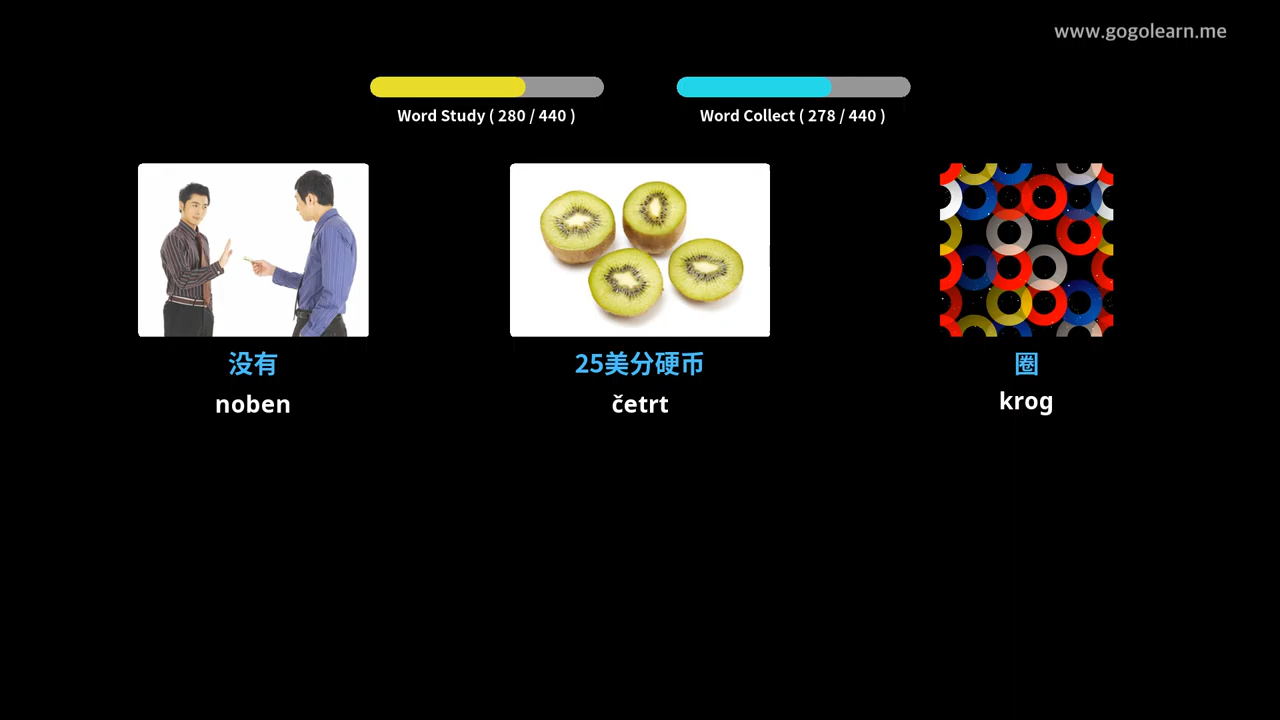 www.gogolearn.me
Word Study ( 280 / 440 )
Word Collect ( 278 / 440 )
没有
noben
25美分硬币
četrt
圈
krog